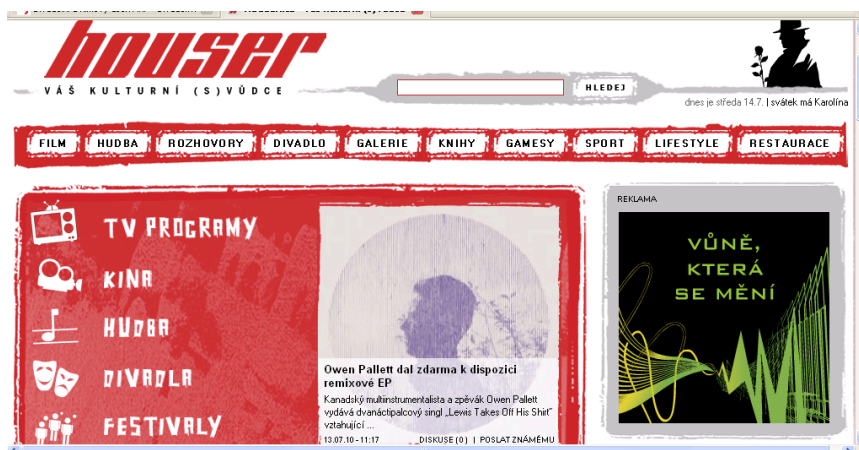 houser
VÁŠ KULTURNÍ (S)VŮDCE
HLEDEJ
dnes je středa 14.7. | svátek má Karolína
FILM HUDBA ROZHOVORY DIVADLO GALERIE KNIHY GAMESY SPORT LIFESTYLE RESTAURACE
TV PROGRAMY
KINA
HUDBA
DIVADLA
FESTIVALY
Owen Pallett dal zdarma k dispozici
remixové EP
Kanadský multiinstrumentalista a zpěvák Owen Pallett
vydává dvanáctipalcový singl „Lewis Takes Off His Shirt"
vztahující ...
13.07.10 - 11:17 DISKUSE (0) | POSLAT ZNÁMÉMU
REKLAMA
VŮNĚ,
KTERÁ
SE MĚNÍ